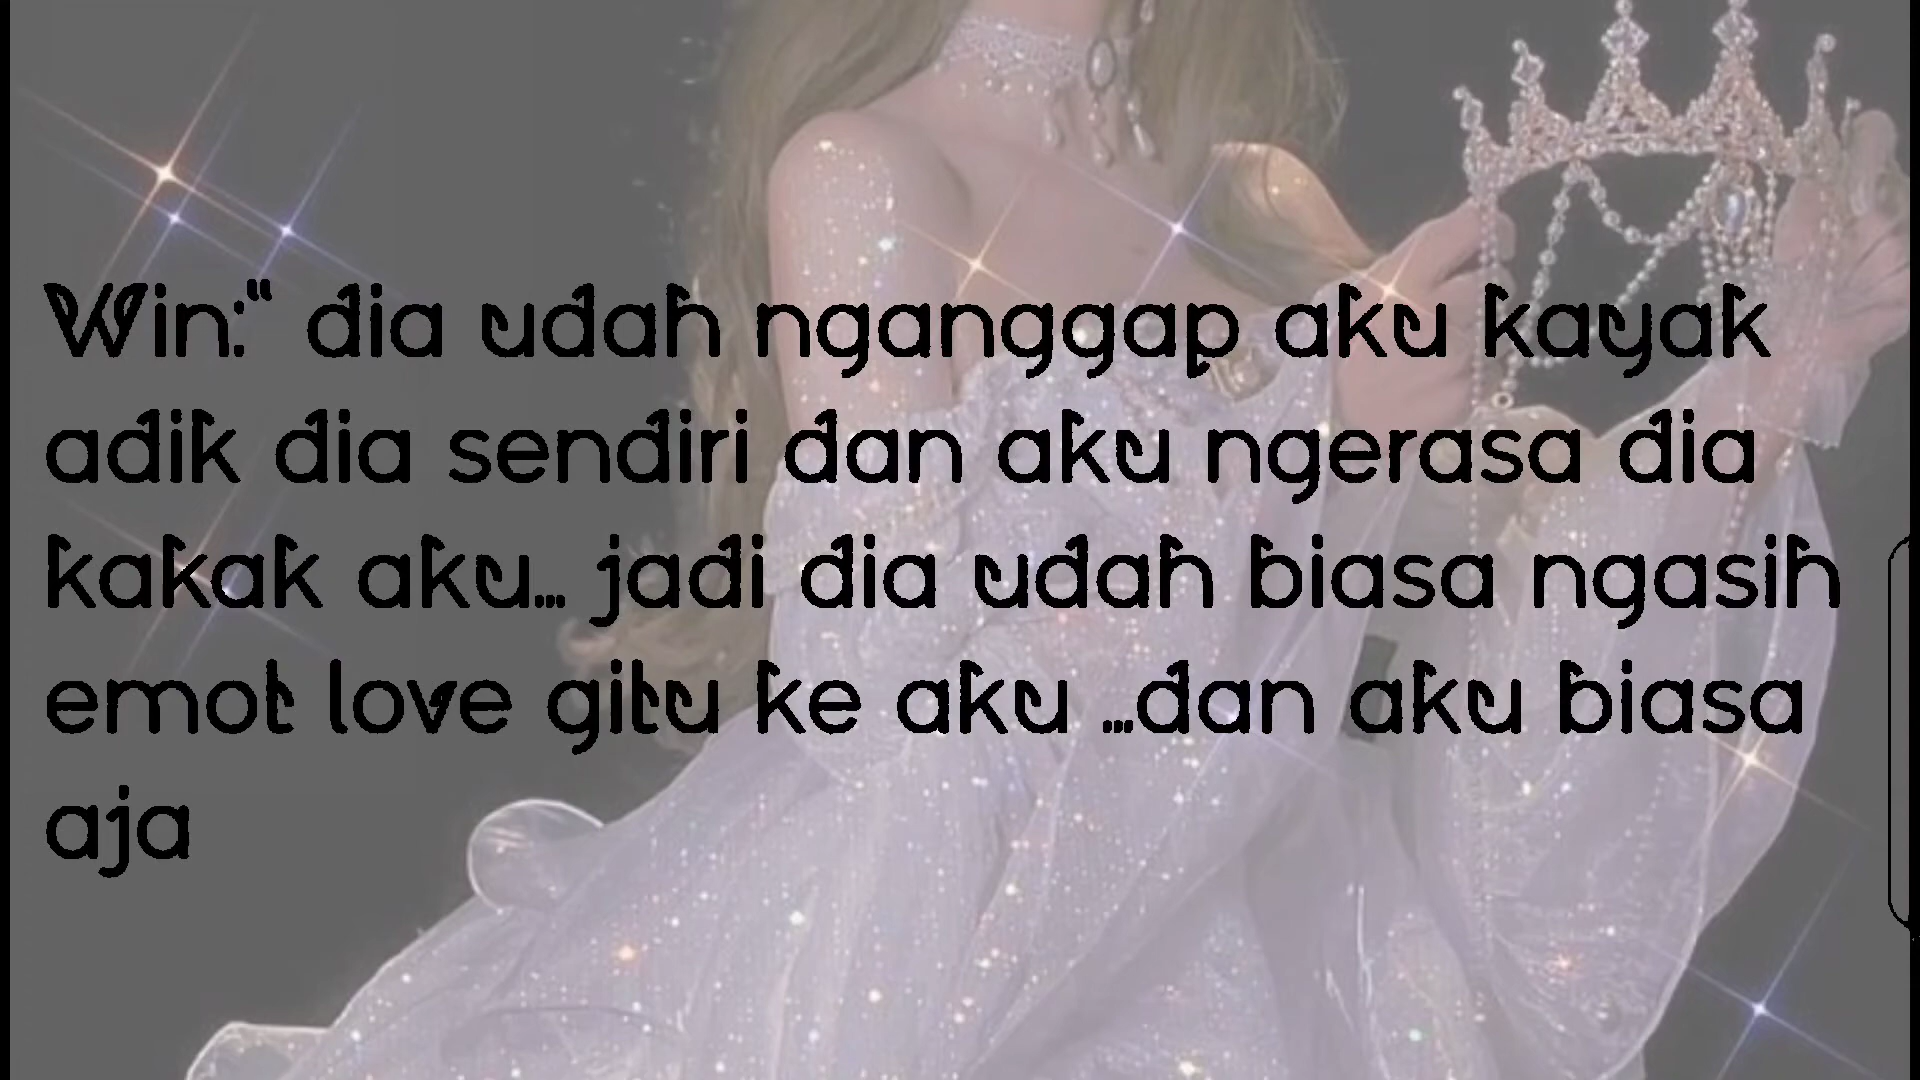 Win:“ dia udah nganggap aku kayak
adik dia sendiri dan aku ngerasa dia
kakak aku... jadi dia udah biasa ngasih
emot love gitu ke aku ...dan aku biasa
aja